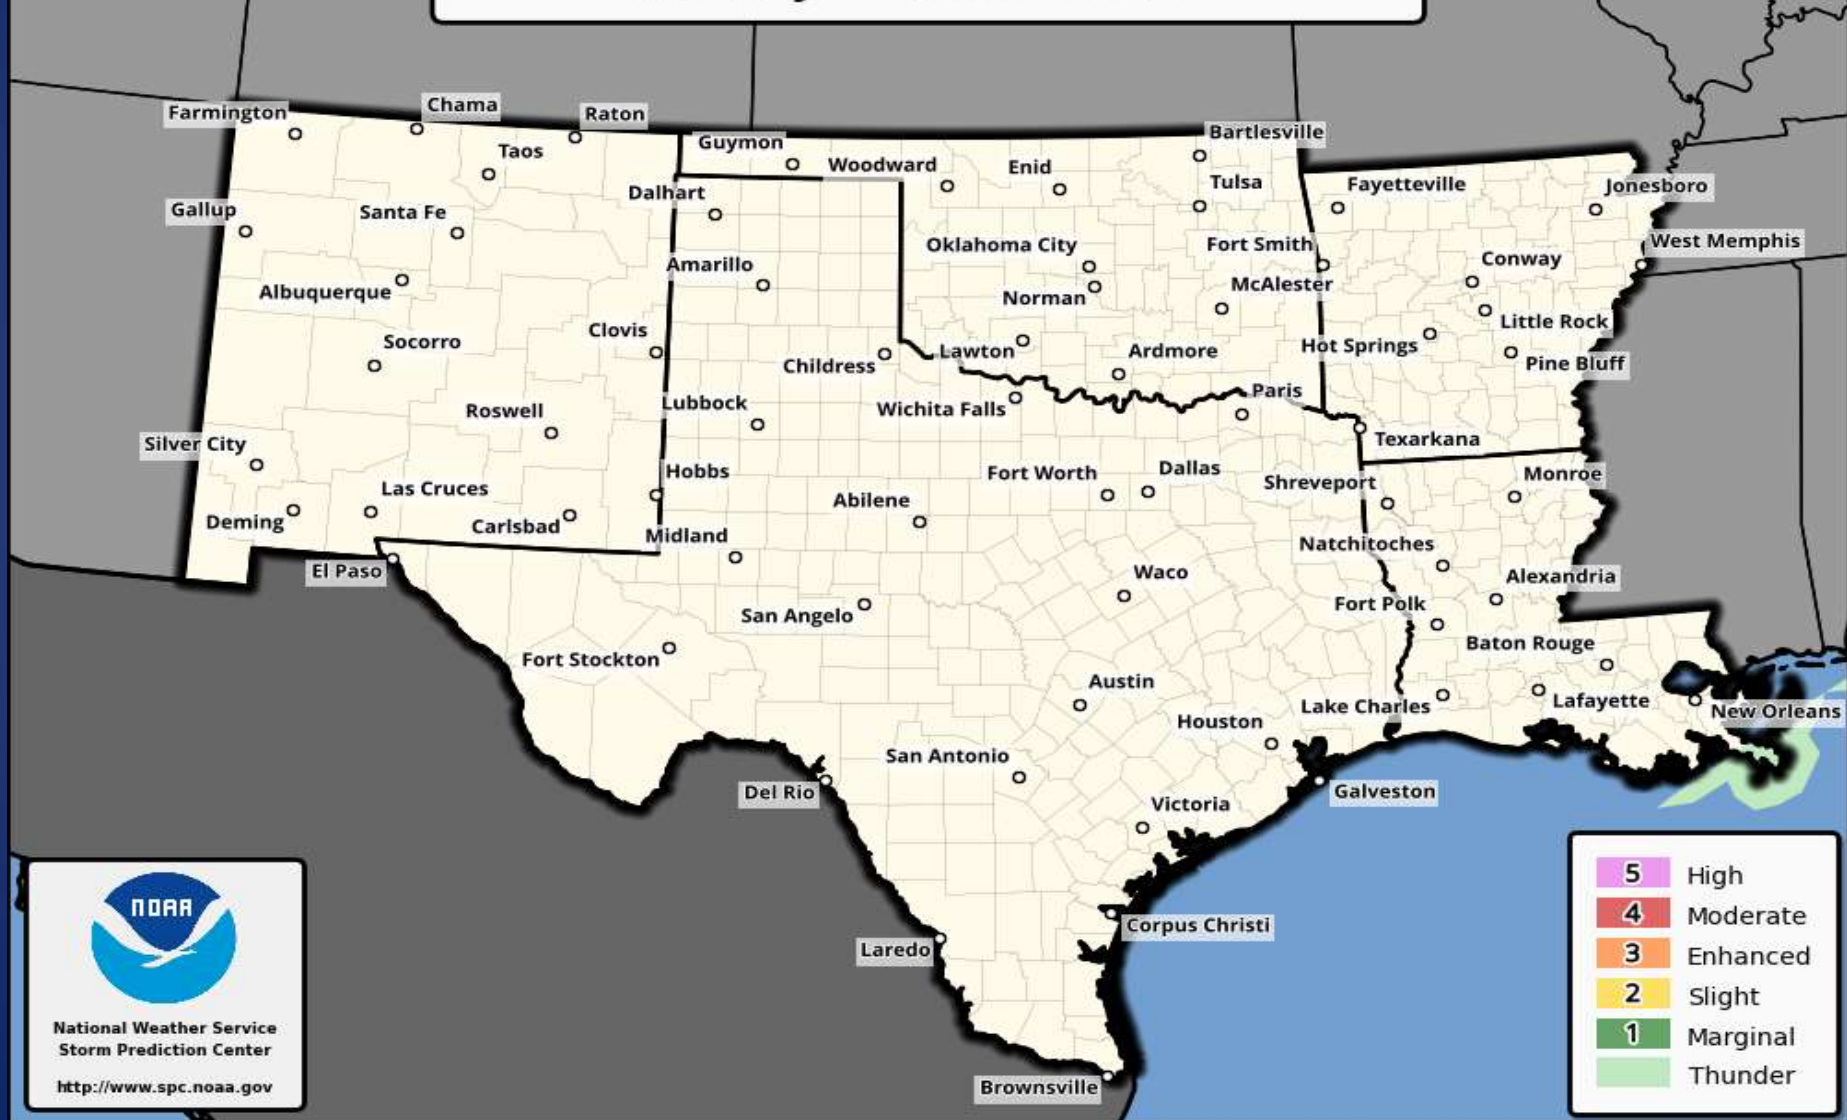 Farmington
Chama
Raton
Bartlesville
Guymon
Taos
Woodward
Enid
Tulsa
Fayetteville
Jonesboro
Dalhart
Gallup
Santa Fe
Oklahoma City
Fort Smith
West Memphis
Conway
Amarillo
McAlester
Albuquerque
Norman
Little Rock
Clovis
Socorro
Hot Springs
Lawton
Ardmore
Childress
Pine Bluff
Paris
Lubbock
Wichita Falls
Roswell
Texarkana
Silver City
Hobbs
Fort Worth
Dallas
Monroe
Shreveport
Las Cruces
Abilene
Deming
Carlsbad
Midland
Natchitoches
El Paso
Waco
Alexandria
Fort Polk
San Angelo
Baton Rouge
Fort Stockton
Austin
Lafayette
Lake Charles
New Orleans
Houston
San Antonio
Del Rio
Galveston
Victoria
Corpus Christi
Laredo
Brownsville
NOAA
National Weather Service
Storm Prediction Center
http://www.spc.noaa.gov
5 High
4 Moderate
3 Enhanced
2 Slight
1 Marginal
Thunder